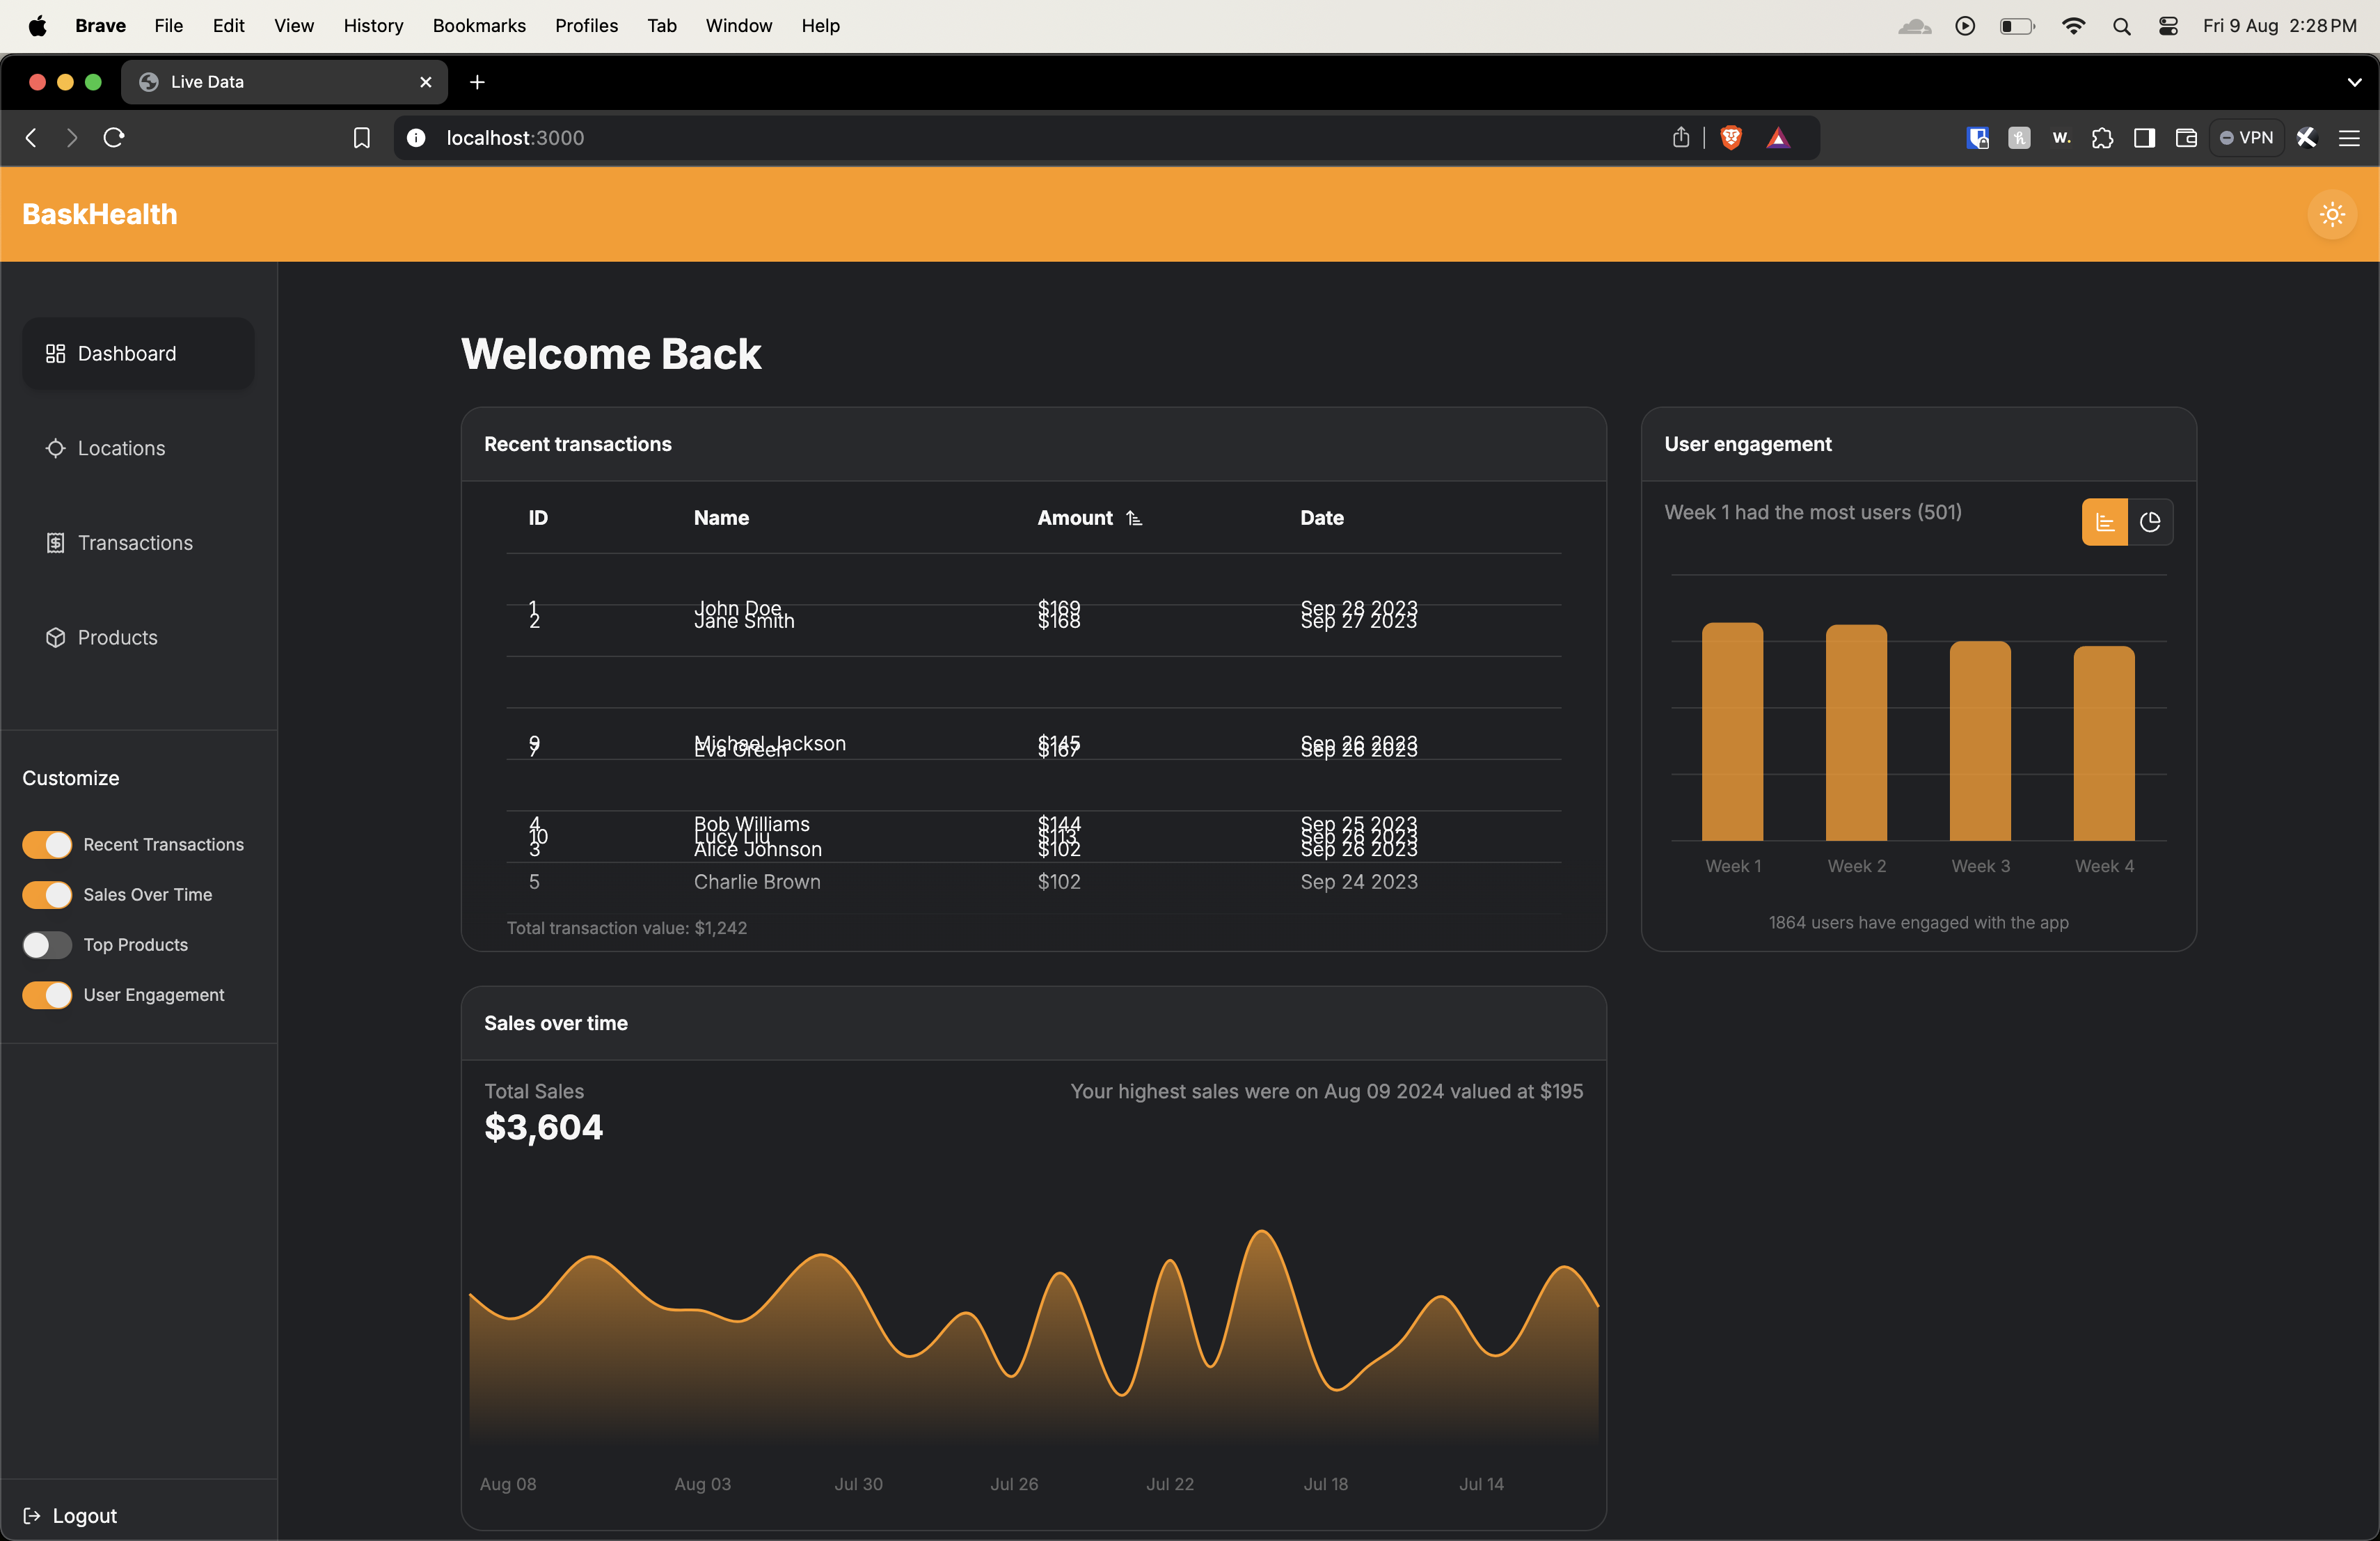 Brave File Edit View History Bookmarks Profiles Tab Window Help Fri 9 Aug 2:28 PM
Live Data
localhost:3000 W. VPN
BaskHealth
Dashboard
Locations
Transactions
Products
Customize
Recent Transactions
Sales Over Time
Top Products
User Engagement
Logout
Welcome Back
Recent transactions
ID Name Amount Date
1 John Doe $169 Sep 28 2023
2 Jane Smith $168 Sep 27 2023
9 Michael Jackson $145 Sep 26 2023
7 Eva Green $167 Sep 26 2023
4 Bob Williams $144 Sep 25 2023
10 Lucy Liu $113 Sep 26 2023
3 Alice Johnson $102 Sep 26 2023
5 Charlie Brown $102 Sep 24 2023
Total transaction value: $1,242
User engagement
Week 1 had the most users (501)
Week 1 Week 2 Week 3 Week 4
1864 users have engaged with the app
Sales over time
Total Sales Your highest sales were on Aug 09 2024 valued at $195
$3,604
Aug 08 Aug 03 Jul 30 Jul 26 Jul 22 Jul 18 Jul 14